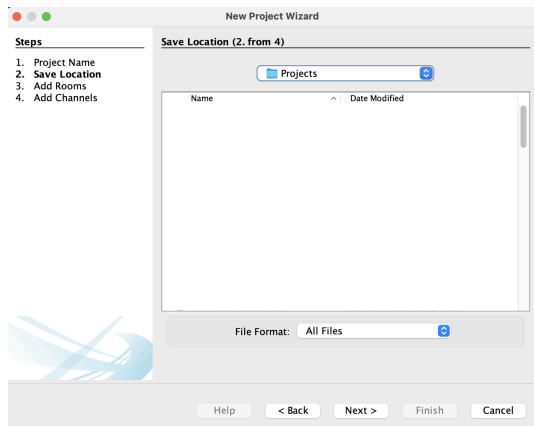 New Project Wizard
Steps
1. Project Name
2. Save Location
3. Add Rooms
4. Add Channels
Save Location (2. from 4)
Projects
Name Date Modified
File Format: All Files
Help < Back Next > Finish Cancel